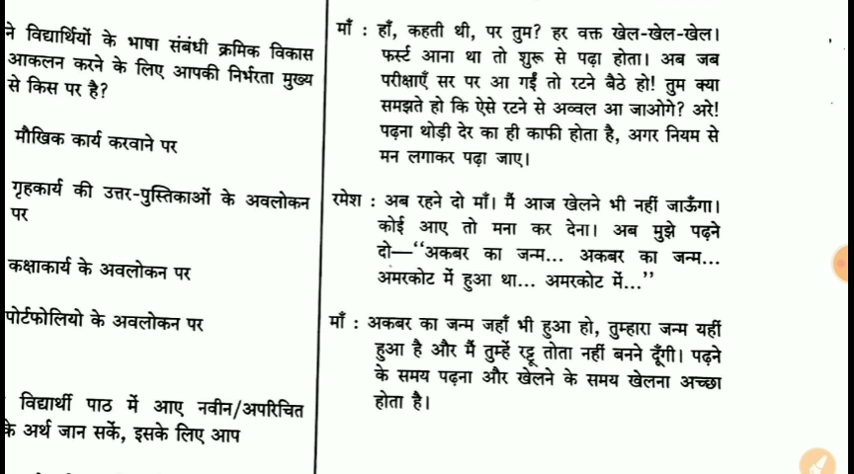 ने विद्यार्थियों के भाषा संबंधी क्रमिक विकास
आकलन करने के लिए आपकी निर्भरता मुख्य
से किस पर है?
मौखिक कार्य करवाने पर
गृहकार्य की उत्तर-पुस्तिकाओं के अवलोकन
पर
कक्षाकार्य के अवलोकन पर
पोर्टफोलियो के अवलोकन पर
विद्यार्थी पाठ में आए नवीन/अपरिचित
के अर्थ जान सकें, इसके लिए आप
माँ : हाँ, कहती थी, पर तुम? हर वक्त खेल-खेल-खेल।
फर्स्ट आना था तो शुरू से पढ़ा होता। अब जब
परीक्षाएँ सर पर आ गईं तो रटने बैठे हो! तुम क्या
समझते हो कि ऐसे रटने से अव्वल आ जाओगे? अरे!
पढ़ना थोड़ी देर का ही काफी होता है, अगर नियम से
मन लगाकर पढ़ा जाए।
रमेश : अब रहने दो माँ। मैं आज खेलने भी नहीं जाऊँगा।
कोई आए तो मना कर देना। अब मुझे पढ़ने
दो—“अकबर का जन्म... अकबर का जन्म...
अमरकोट में हुआ था... अमरकोट में...”
माँ : अकबर का जन्म जहाँ भी हुआ हो, तुम्हारा जन्म यहीं
हुआ है और मैं तुम्हें रट्टू तोता नहीं बनने दूँगी। पढ़ने
के समय पढ़ना और खेलने के समय खेलना अच्छा
होता है।